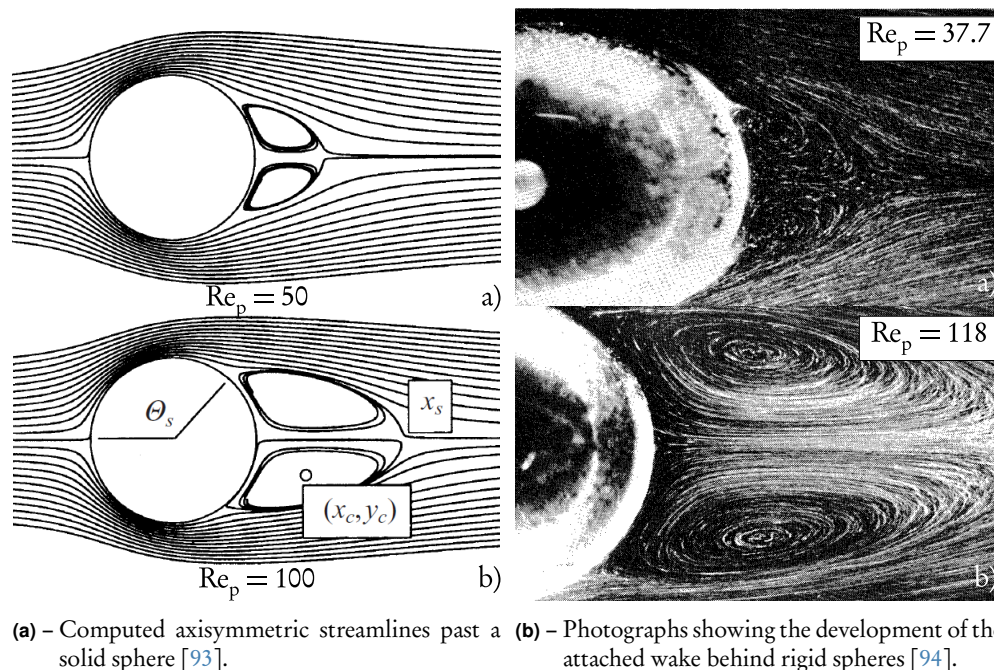 Re_p = 50
a)
Θ_s
x_s
(x_c, y_c)
Re_p = 100
b)
Re_p = 37.7
a)
Re_p = 118
b)
(a) – Computed axisymmetric streamlines past a
solid sphere [93].
(b) – Photographs showing the development of the
attached wake behind rigid spheres [94].